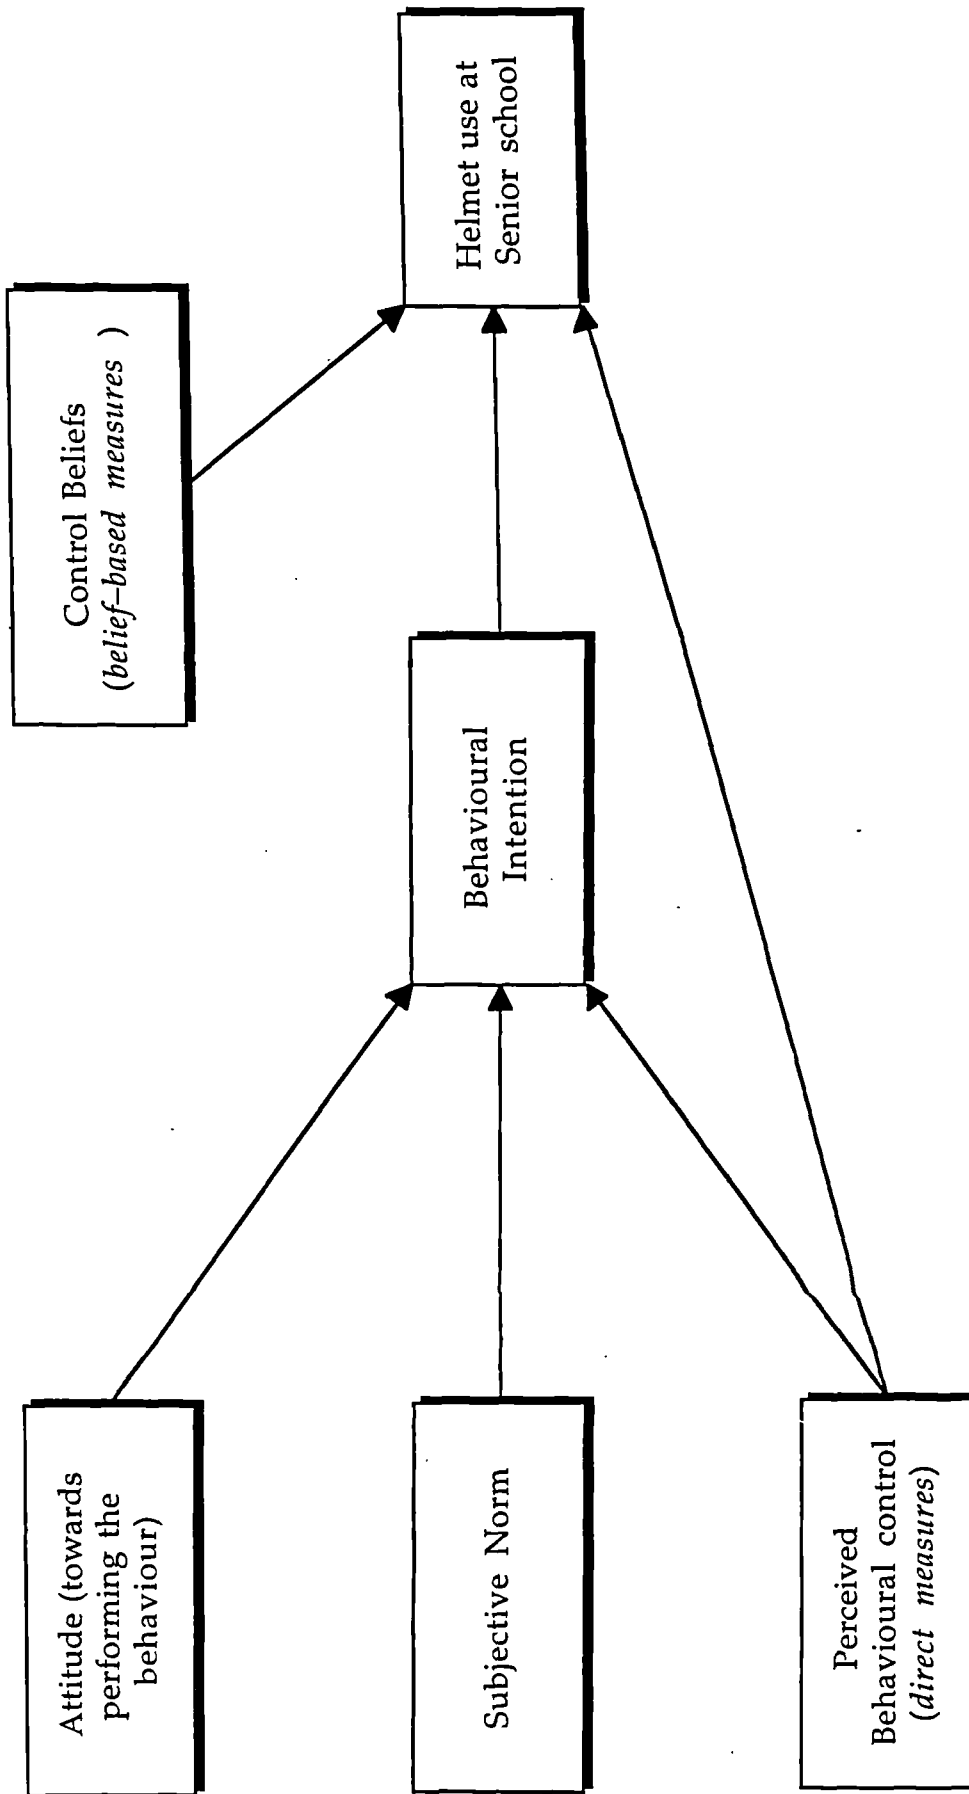 Attitude (towards
performing the
behaviour)
Subjective Norm
Perceived
Behavioural control
(direct measures)
Behavioural
Intention
Control Beliefs
(belief-based measures )
Helmet use at
Senior school